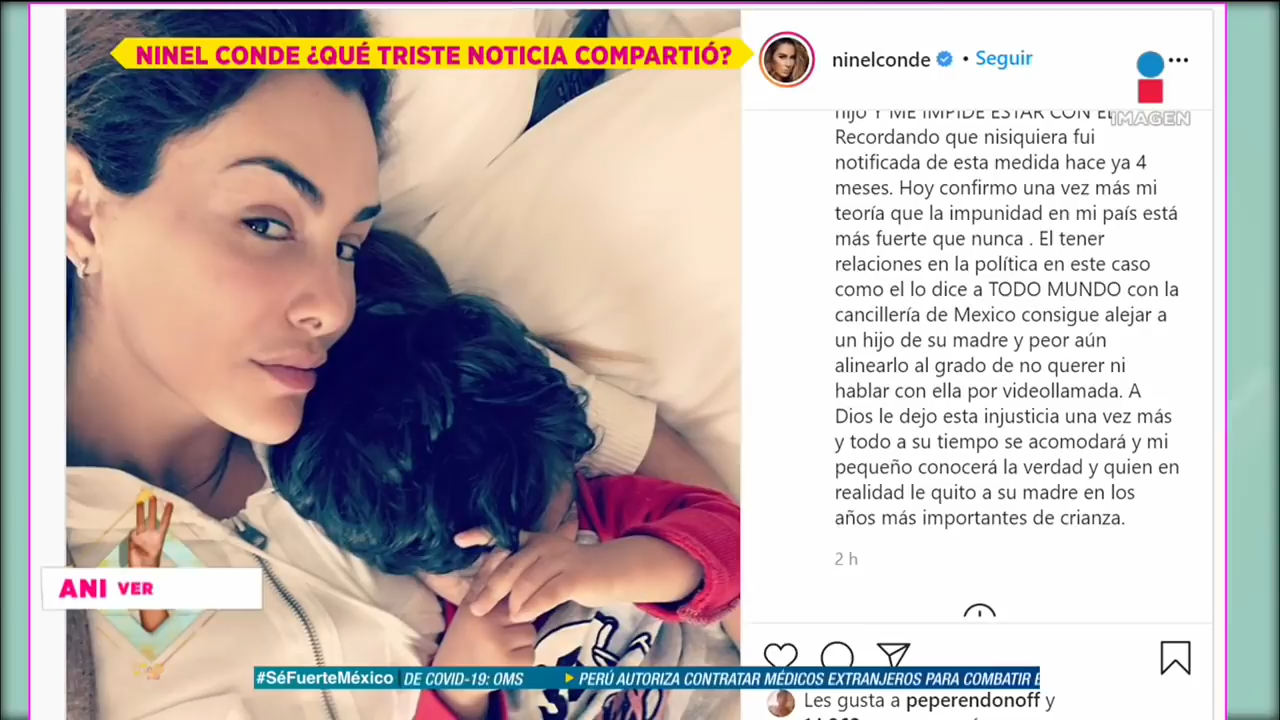 NINEL CONDE ¿QUÉ TRISTE NOTICIA COMPARTIÓ?
ninelconde • Seguir
IMAGEN
hijo Y ME IMPIDE ESTAR CON EL
Recordando que nisiquiera fui
notificada de esta medida hace ya 4
meses. Hoy confirmo una vez más mi
teoría que la impunidad en mi país está
más fuerte que nunca . El tener
relaciones en la política en este caso
como el lo dice a TODO MUNDO con la
cancillería de Mexico consigue alejar a
un hijo de su madre y peor aún
alinearlo al grado de no querer ni
hablar con ella por videollamada. A
Dios le dejo esta injusticia una vez más
y todo a su tiempo se acomodará y mi
pequeño conocerá la verdad y quien en
realidad le quito a su madre en los
años más importantes de crianza.
2 h
ANI VER
#SéFuerteMéxico DE COVID-19: OMS PERÚ AUTORIZA CONTRATAR MÉDICOS EXTRANJEROS PARA COMBATIR
Les gusta a peperendonoff y